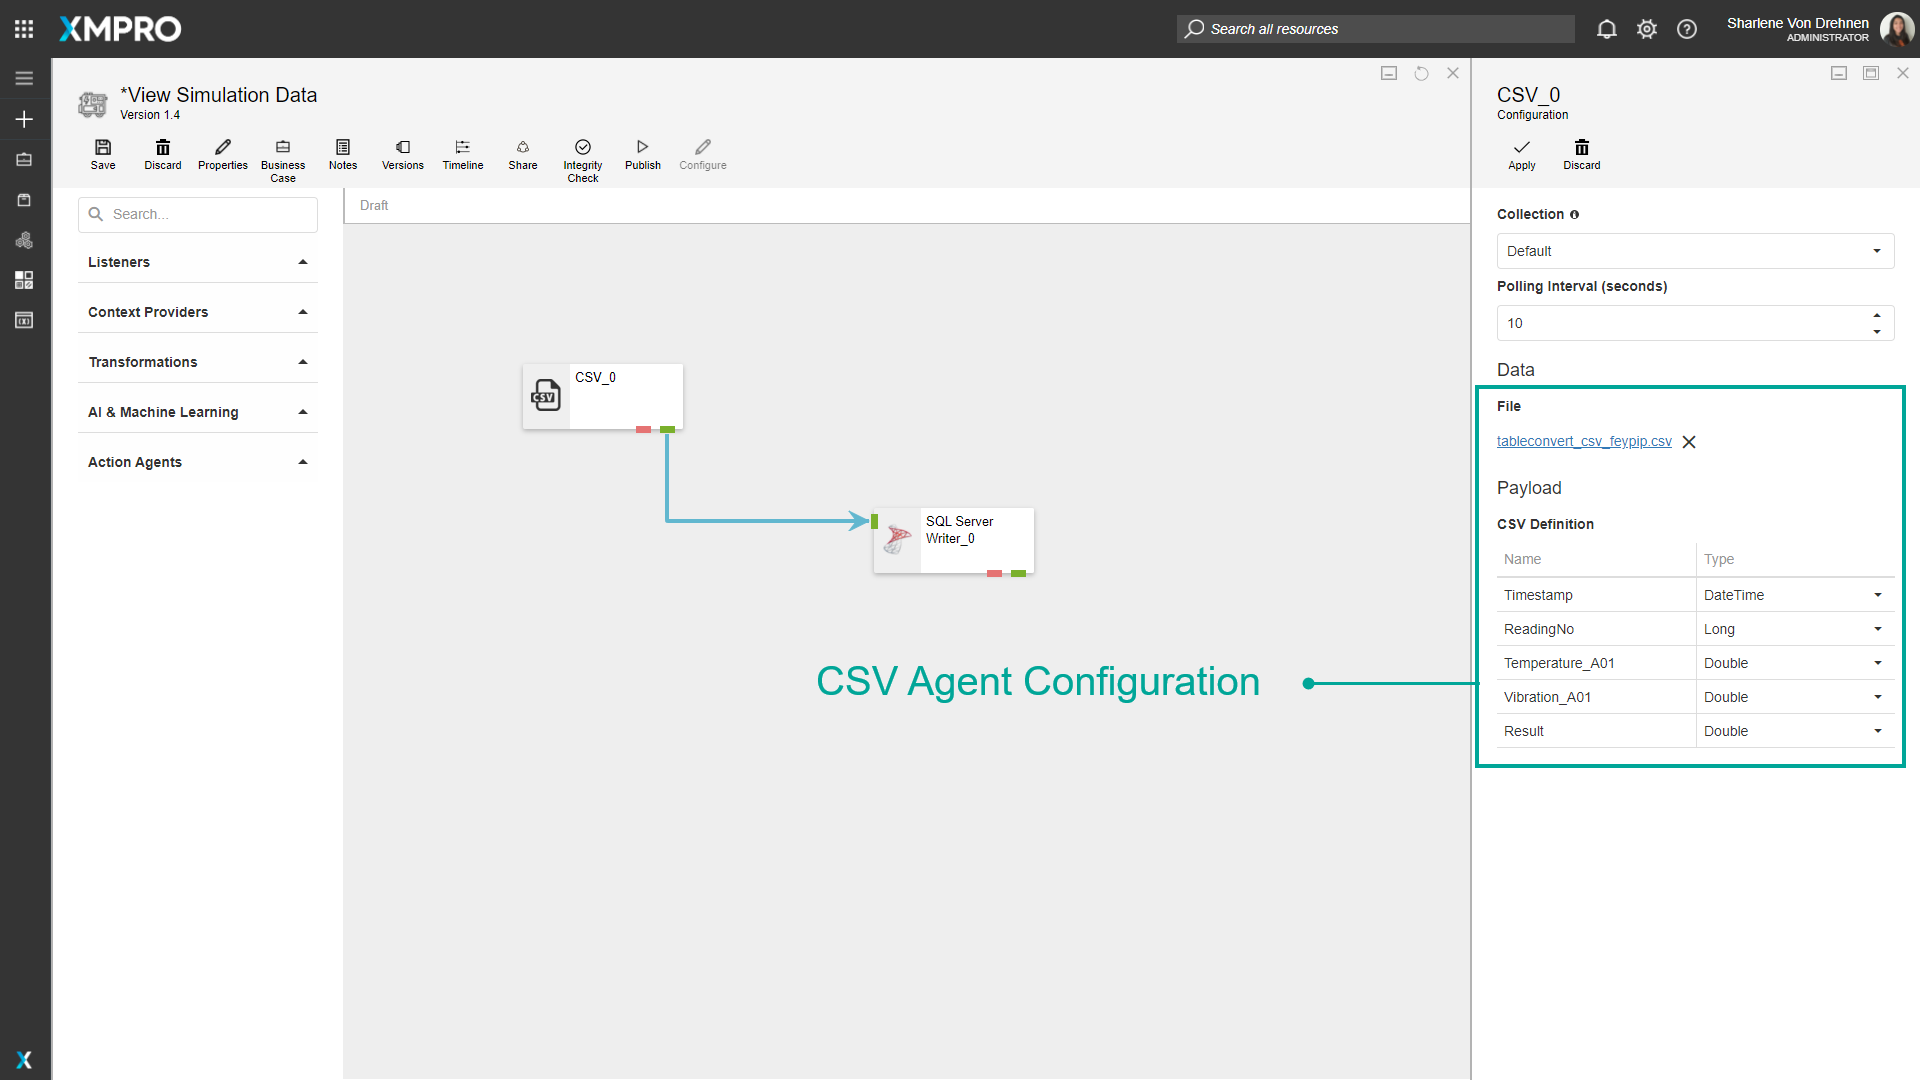 XMPRO
Search all resources
Sharlene Von Drehnen
ADMINISTRATOR
*View Simulation Data
Version 1.4
Save
Discard
Properties
Business
Case
Notes
Versions
Timeline
Share
Integrity
Check
Publish
Configure
Search...
Listeners
Context Providers
Transformations
AI & Machine Learning
Action Agents
Draft
CSV_0
CSV
SQL Server
Writer_0
CSV Agent Configuration
CSV_0
Configuration
Apply
Discard
Collection
Default
Polling Interval (seconds)
10
Data
File
tableconvert_csv_feypip.csv
Payload
CSV Definition
Name Type
Timestamp DateTime
ReadingNo Long
Temperature_A01 Double
Vibration_A01 Double
Result Double